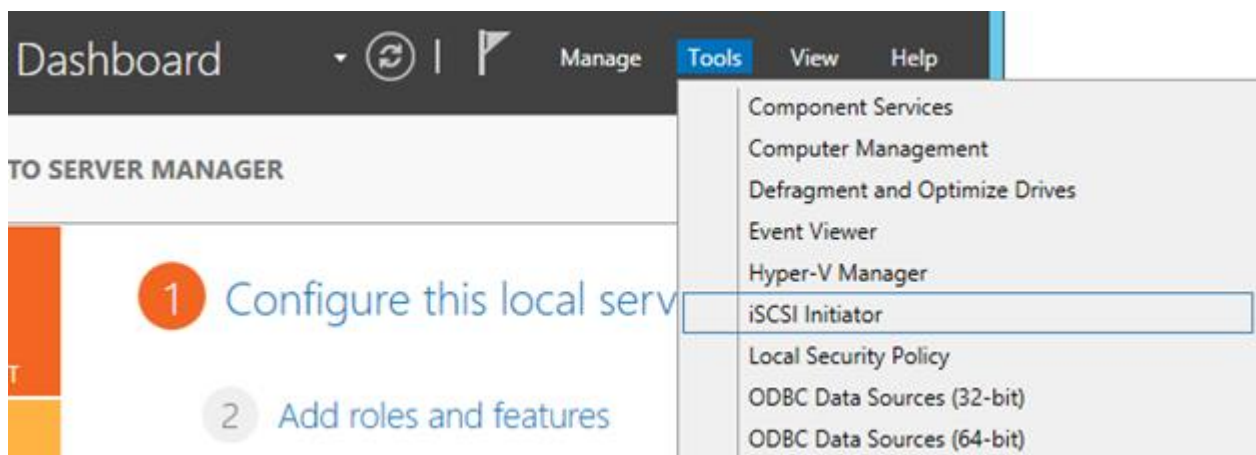 Dashboard
Manage
Tools
View
Help
TO SERVER MANAGER
1 Configure this local serv
2 Add roles and features
T
Component Services
Computer Management
Defragment and Optimize Drives
Event Viewer
Hyper-V Manager
iSCSI Initiator
Local Security Policy
ODBC Data Sources (32-bit)
ODBC Data Sources (64-bit)